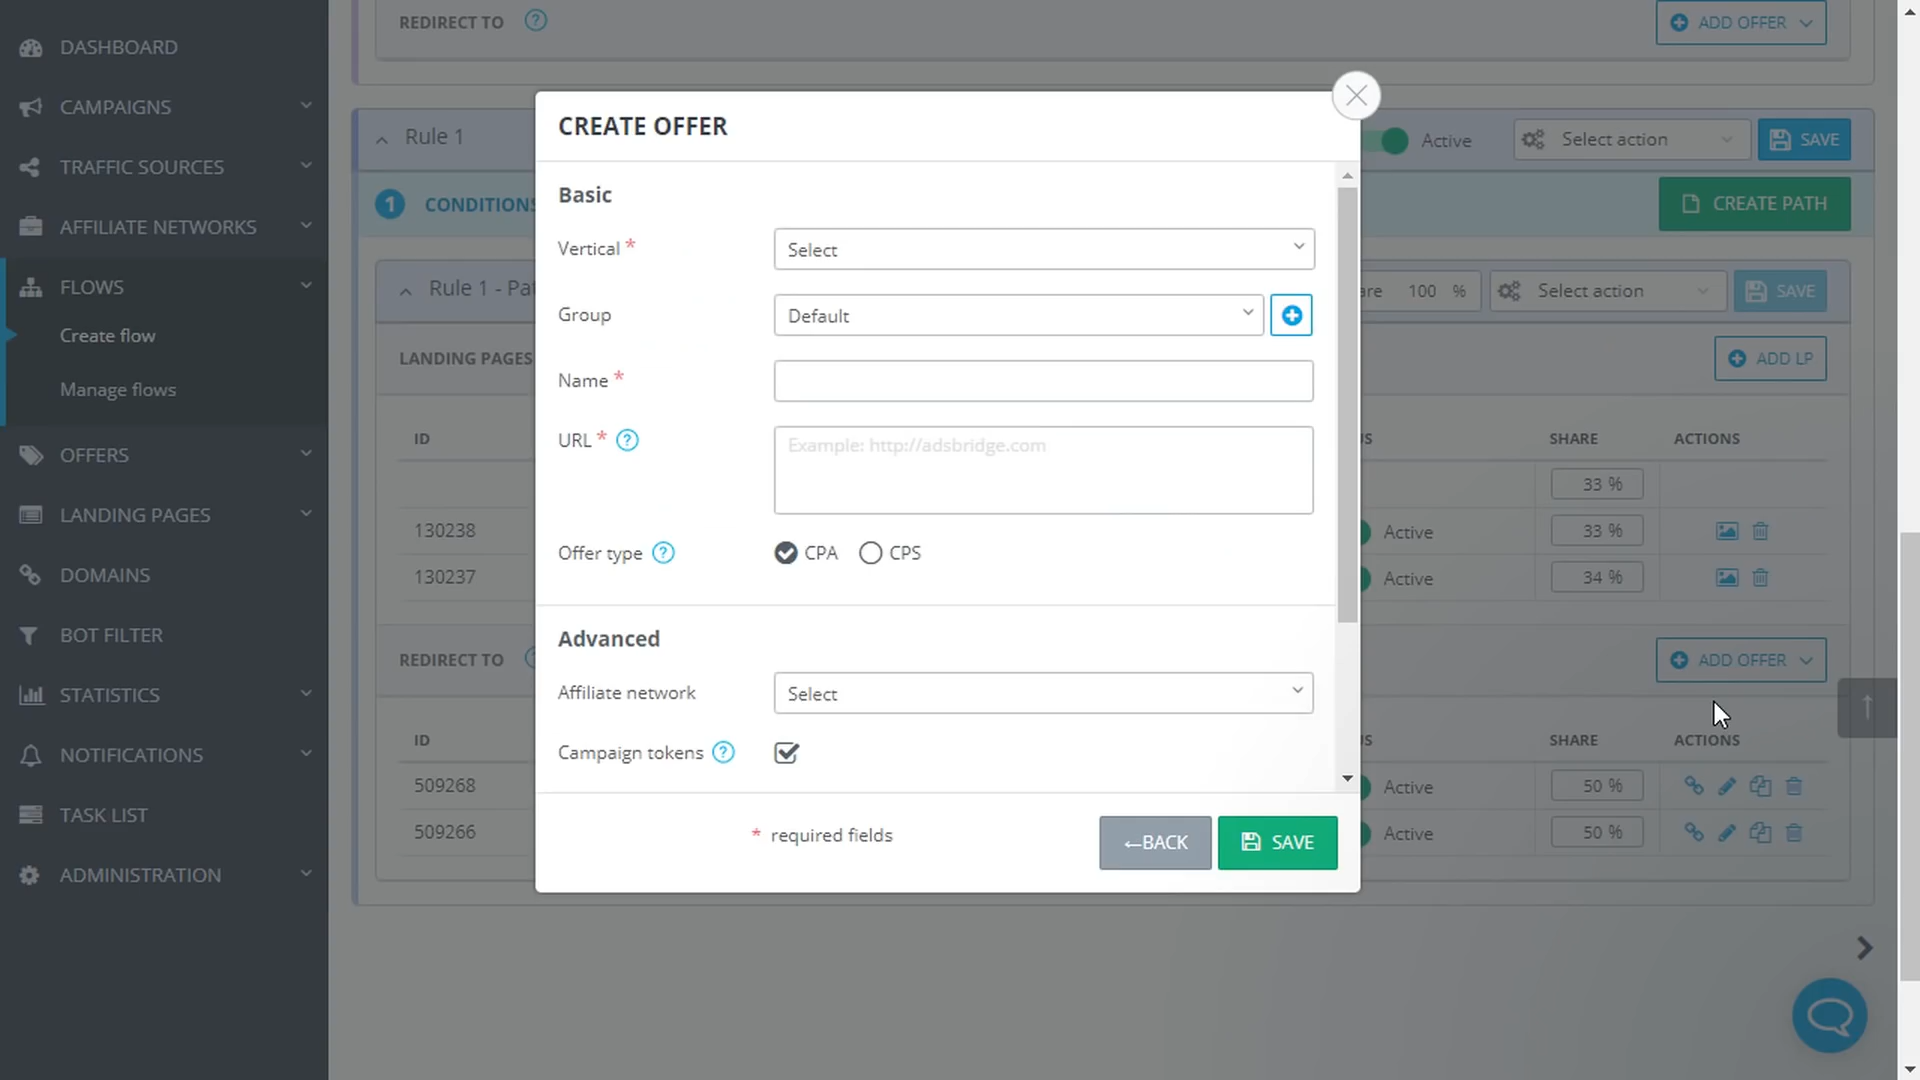 DASHBOARD
CAMPAIGNS
TRAFFIC SOURCES
AFFILIATE NETWORKS
FLOWS
Create flow
Manage flows
OFFERS
LANDING PAGES
DOMAINS
BOT FILTER
STATISTICS
NOTIFICATIONS
TASK LIST
ADMINISTRATION
REDIRECT TO ?
ADD OFFER
Rule 1
Active
Select action
SAVE
1 CONDITIONS
CREATE PATH
Rule 1 - Pat
are 100 %
Select action
SAVE
LANDING PAGES
ADD LP
ID
US
SHARE
ACTIONS
33 %
130238
Active
33 %
130237
Active
34 %
REDIRECT TO
ADD OFFER
ID
US
SHARE
ACTIONS
509268
Active
50 %
509266
Active
50 %
CREATE OFFER
Basic
Vertical *
Select
Group
Default
Name *
URL * ?
Example: http://adsbridge.com
Offer type ?
CPA
CPS
Advanced
Affiliate network
Select
Campaign tokens ?
* required fields
←BACK
SAVE